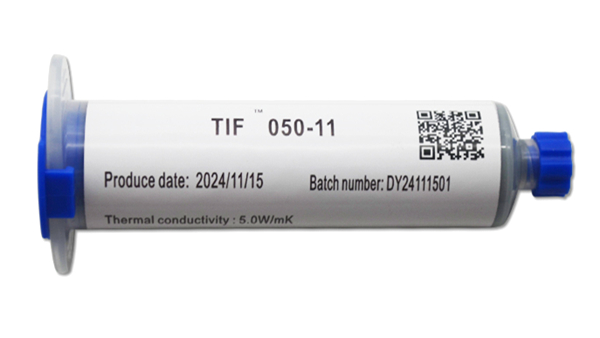 TIF™ 050-11
Produce date: 2024/11/15 Batch number: DY24111501
Thermal conductivity : 5.0W/mK